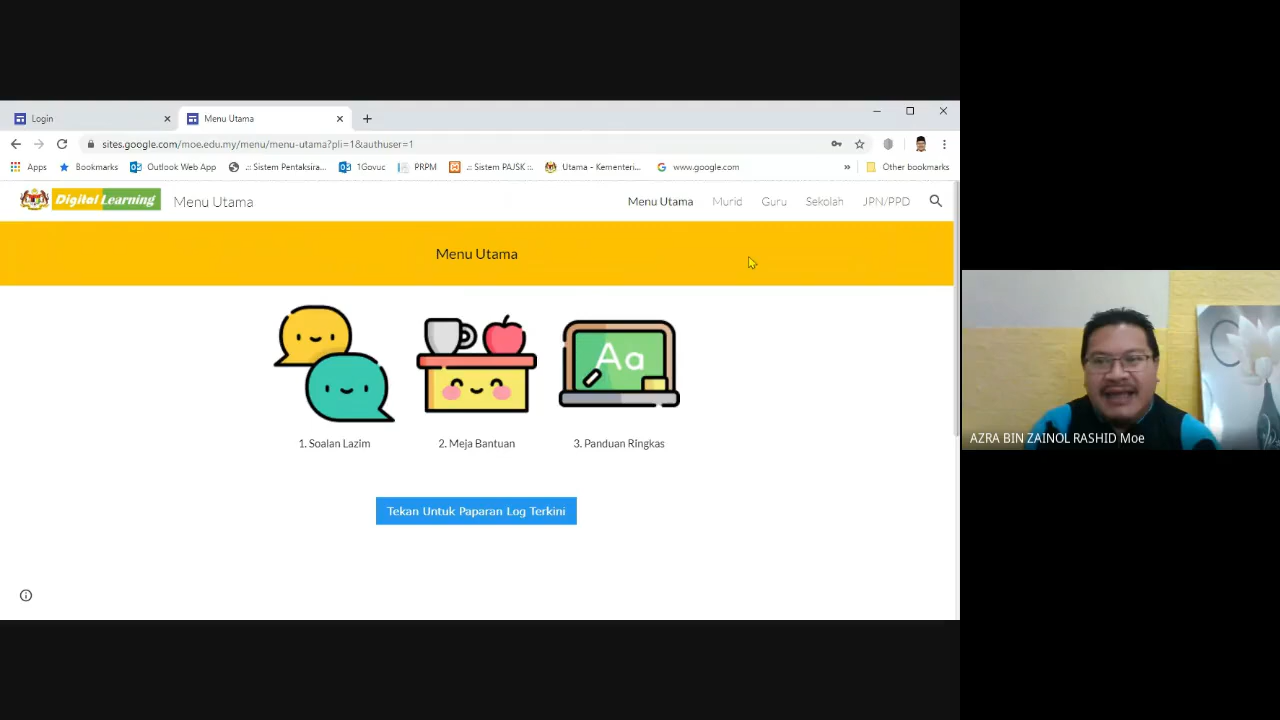 Login
Menu Utama
sites.google.com/moe.edu.my/menu/menu-utama?pli=1&authuser=1
Apps
Bookmarks
Outlook Web App
.:: Sistem Pentaksira...
1Govuc
PRPM
.:: Sistem PAJSK ::.
Utama - Kementeri...
www.google.com
»
Other bookmarks
Digital Learning
Menu Utama
Menu Utama
Murid
Guru
Sekolah
JPN/PPD
Menu Utama
Aa
1. Soalan Lazim
2. Meja Bantuan
3. Panduan Ringkas
Tekan Untuk Paparan Log Terkini
AZRA BIN ZAINOL RASHID Moe